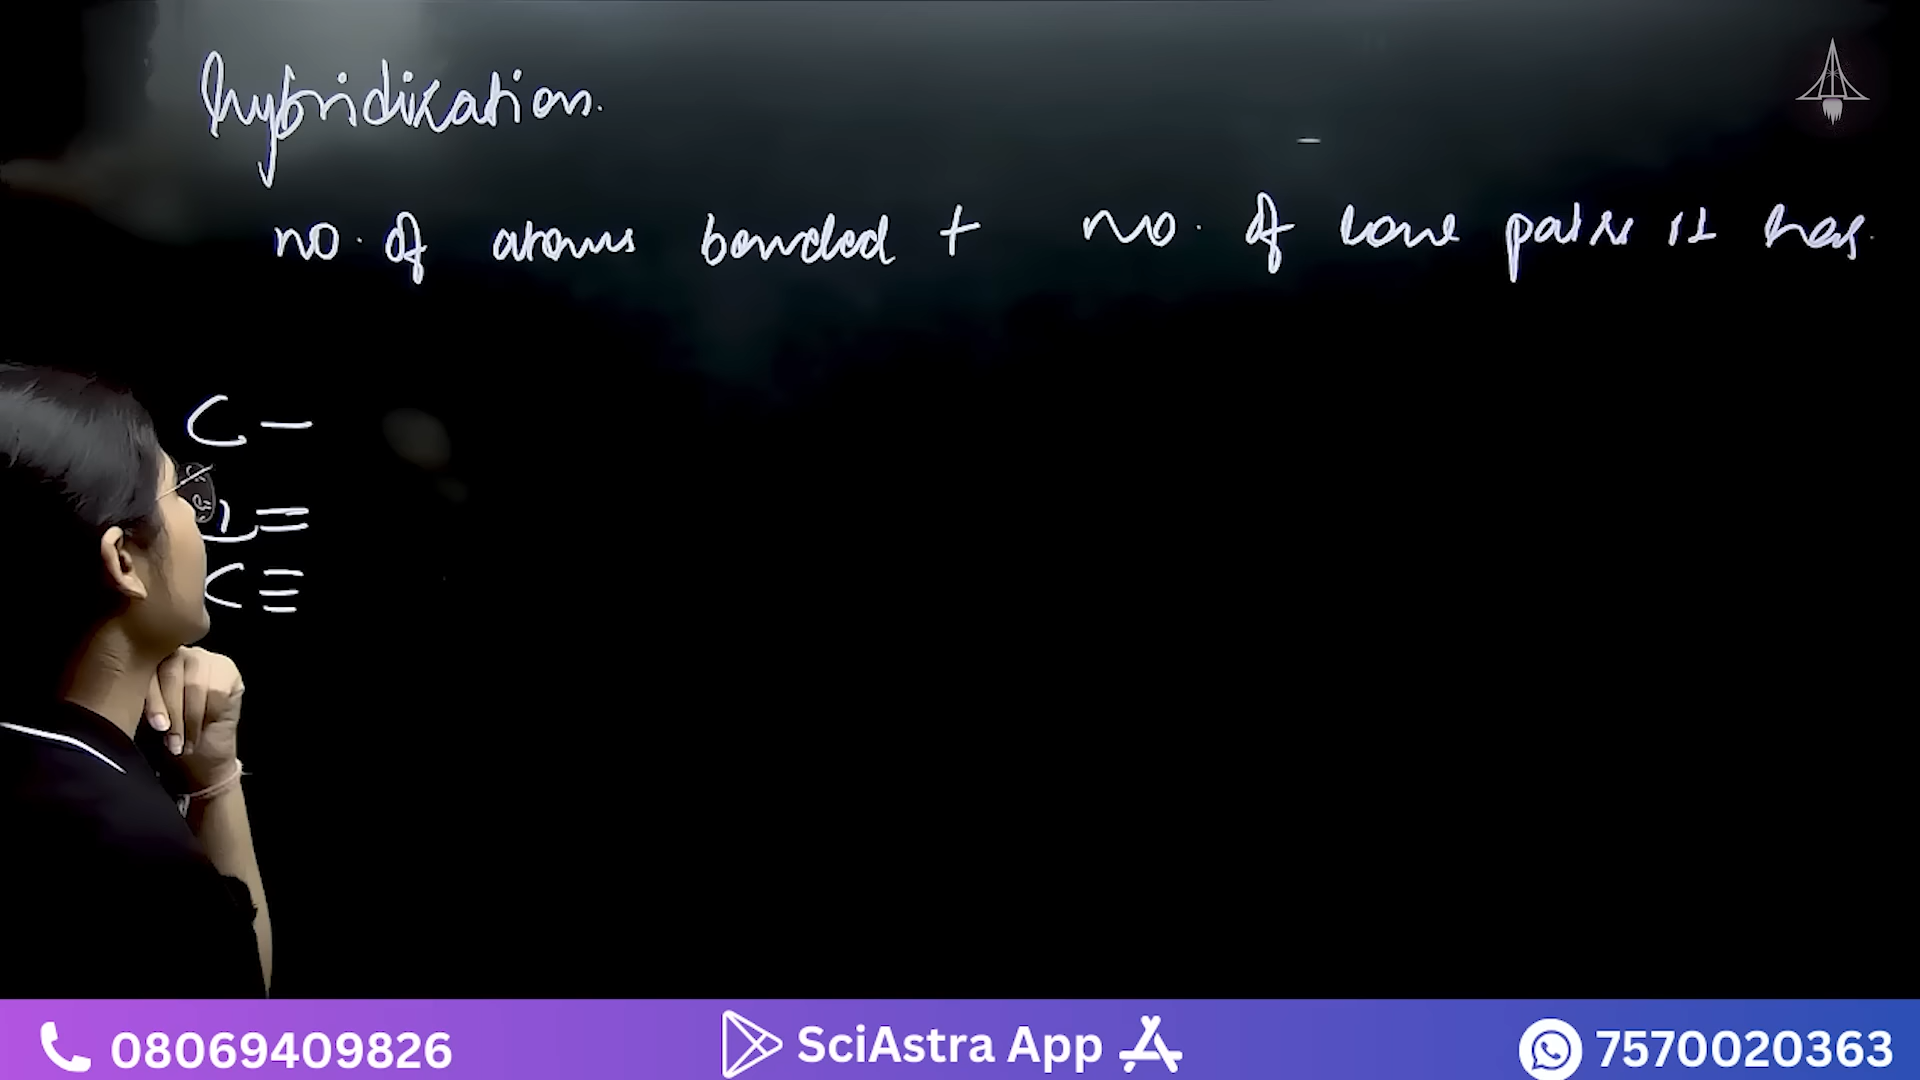 hybridization.
no. of atoms bonded + no. of lone pairs it has.
C –
C =
C ≡
08069409826 SciAstra App 7570020363